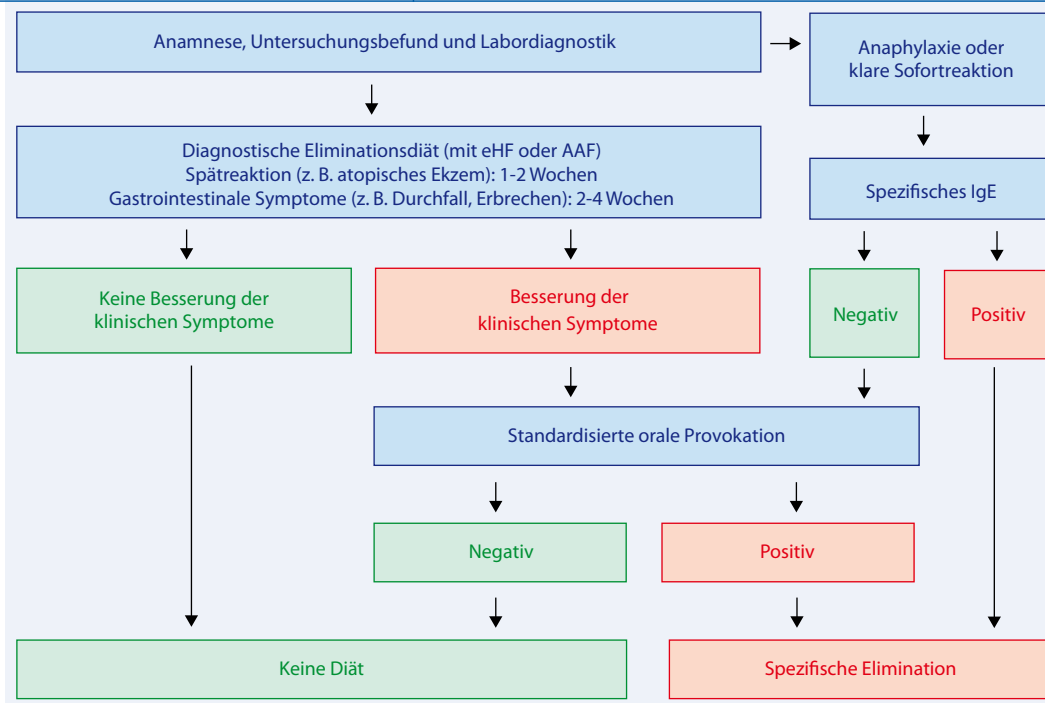 Anamnese, Untersuchungsbefund und Labordiagnostik
Anaphylaxie oder
klare Sofortreaktion
Diagnostische Eliminationsdiät (mit eHF oder AAF)
Spätreaktion (z. B. atopisches Ekzem): 1-2 Wochen
Gastrointestinale Symptome (z. B. Durchfall, Erbrechen): 2-4 Wochen
Spezifisches IgE
Keine Besserung der
klinischen Symptome
Besserung der
klinischen Symptome
Negativ
Positiv
Standardisierte orale Provokation
Negativ
Positiv
Keine Diät
Spezifische Elimination